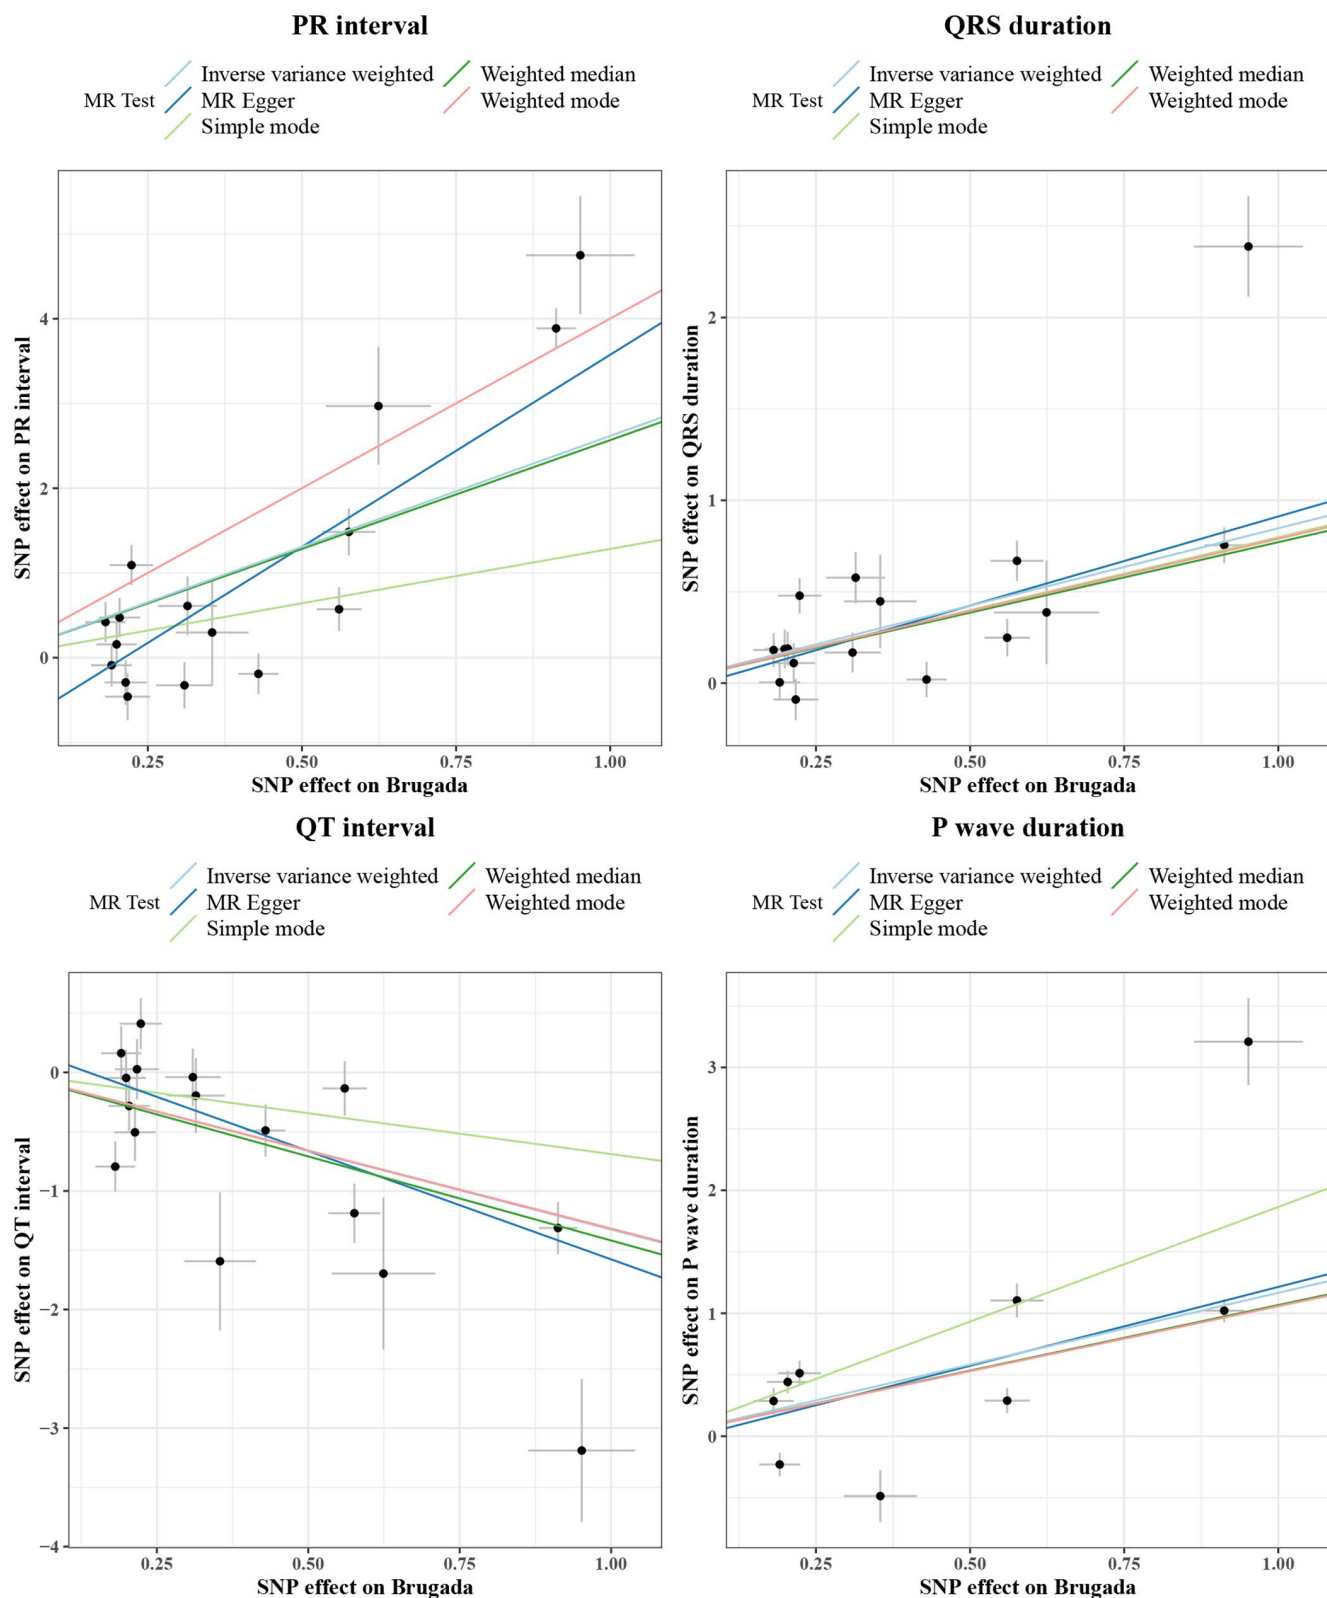 PR interval
MR Test
Inverse variance weighted
MR Egger
Simple mode
Weighted median
Weighted mode
SNP effect on PR interval
4
2
0
0.25 0.50 0.75 1.00
SNP effect on Brugada
QRS duration
MR Test
Inverse variance weighted
MR Egger
Simple mode
Weighted median
Weighted mode
SNP effect on QRS duration
2
1
0
0.25 0.50 0.75 1.00
SNP effect on Brugada
QT interval
MR Test
Inverse variance weighted
MR Egger
Simple mode
Weighted median
Weighted mode
SNP effect on QT interval
0
−1
−2
−3
−4
0.25 0.50 0.75 1.00
SNP effect on Brugada
P wave duration
MR Test
Inverse variance weighted
MR Egger
Simple mode
Weighted median
Weighted mode
SNP effect on P wave duration
3
2
1
0
0.25 0.50 0.75 1.00
SNP effect on Brugada